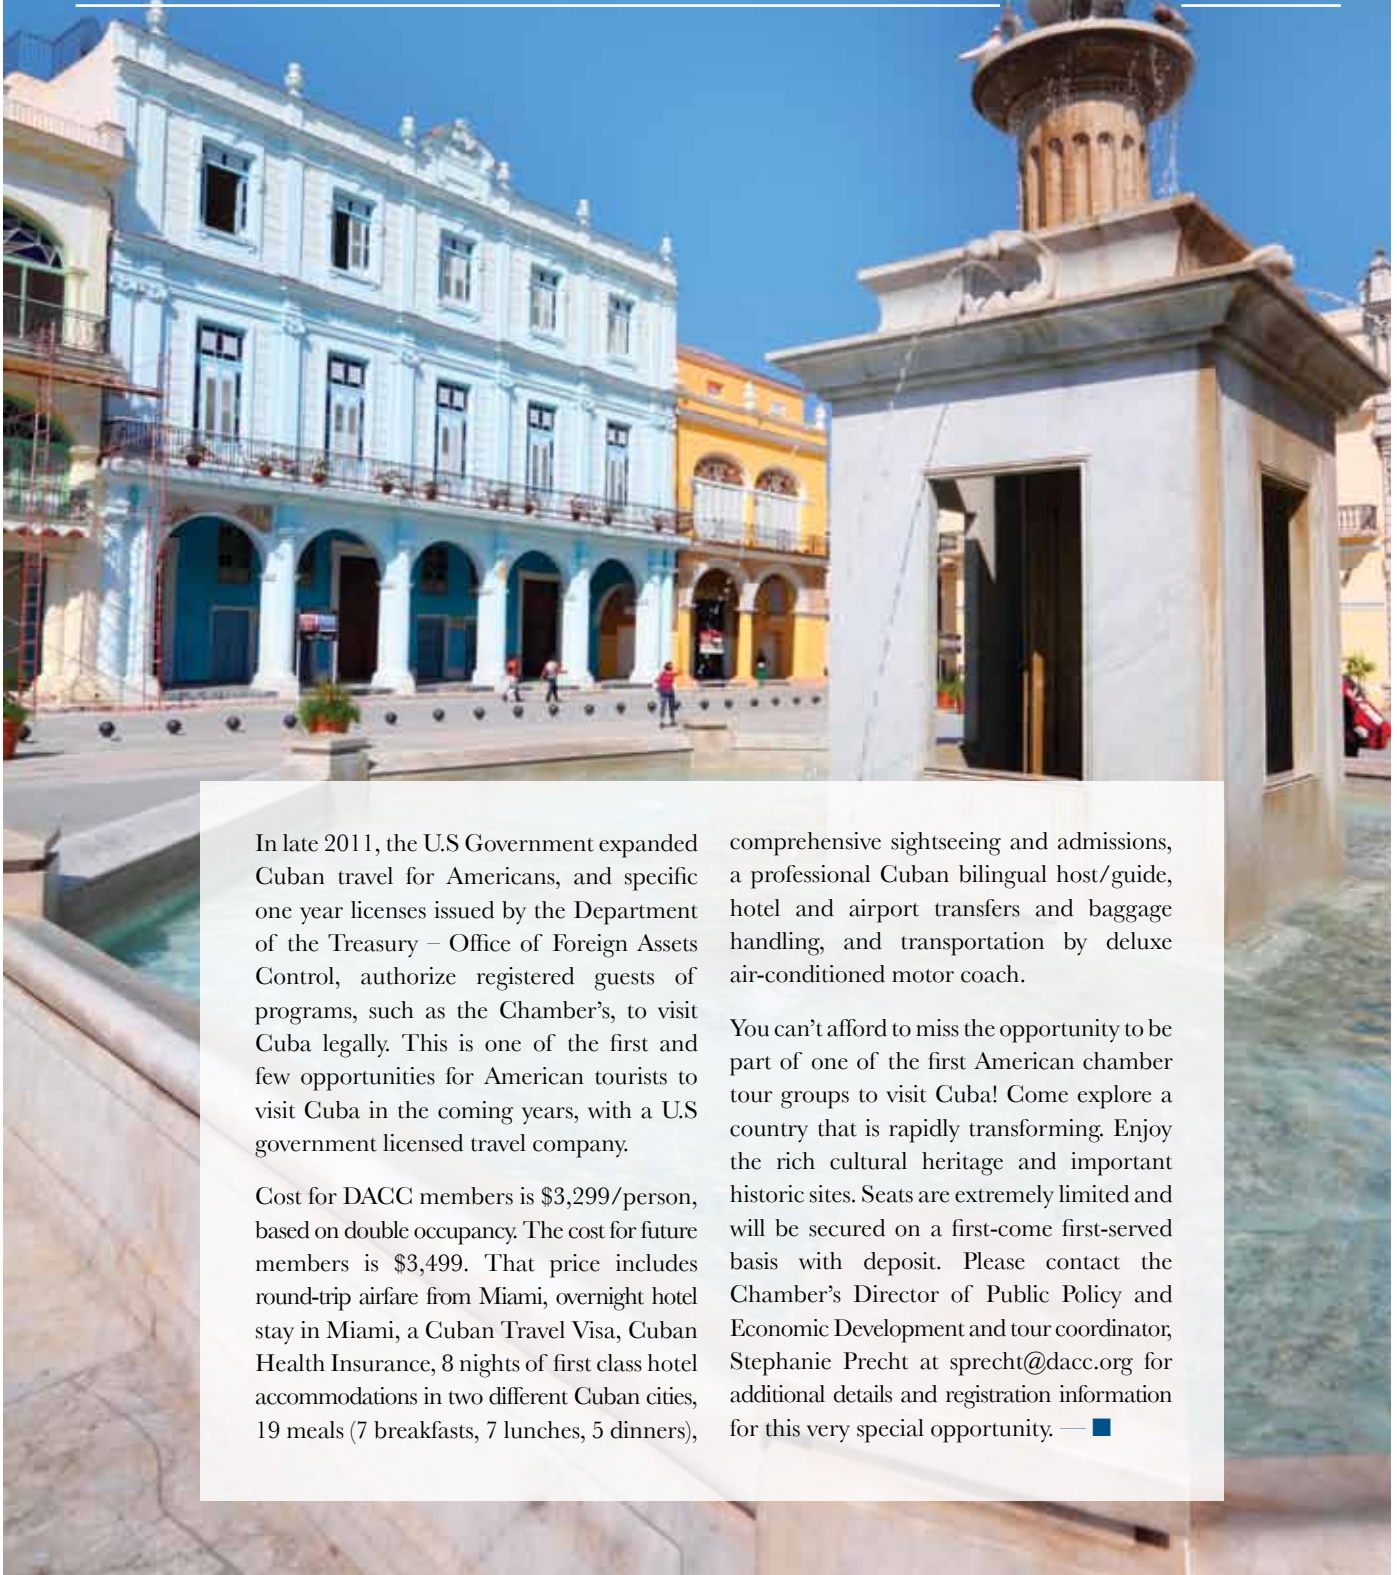 In late 2011, the U.S Government expanded
Cuban travel for Americans, and specific
one year licenses issued by the Department
of the Treasury – Office of Foreign Assets
Control, authorize registered guests of
programs, such as the Chamber’s, to visit
Cuba legally. This is one of the first and
few opportunities for American tourists to
visit Cuba in the coming years, with a U.S
government licensed travel company.
Cost for DACC members is $3,299/person,
based on double occupancy. The cost for future
members is $3,499. That price includes
round-trip airfare from Miami, overnight hotel
stay in Miami, a Cuban Travel Visa, Cuban
Health Insurance, 8 nights of first class hotel
accommodations in two different Cuban cities,
19 meals (7 breakfasts, 7 lunches, 5 dinners),
comprehensive sightseeing and admissions,
a professional Cuban bilingual host/guide,
hotel and airport transfers and baggage
handling, and transportation by deluxe
air-conditioned motor coach.
You can’t afford to miss the opportunity to be
part of one of the first American chamber
tour groups to visit Cuba! Come explore a
country that is rapidly transforming. Enjoy
the rich cultural heritage and important
historic sites. Seats are extremely limited and
will be secured on a first-come first-served
basis with deposit. Please contact the
Chamber’s Director of Public Policy and
Economic Development and tour coordinator,
Stephanie Precht at sprecht@dacc.org for
additional details and registration information
for this very special opportunity. — ■